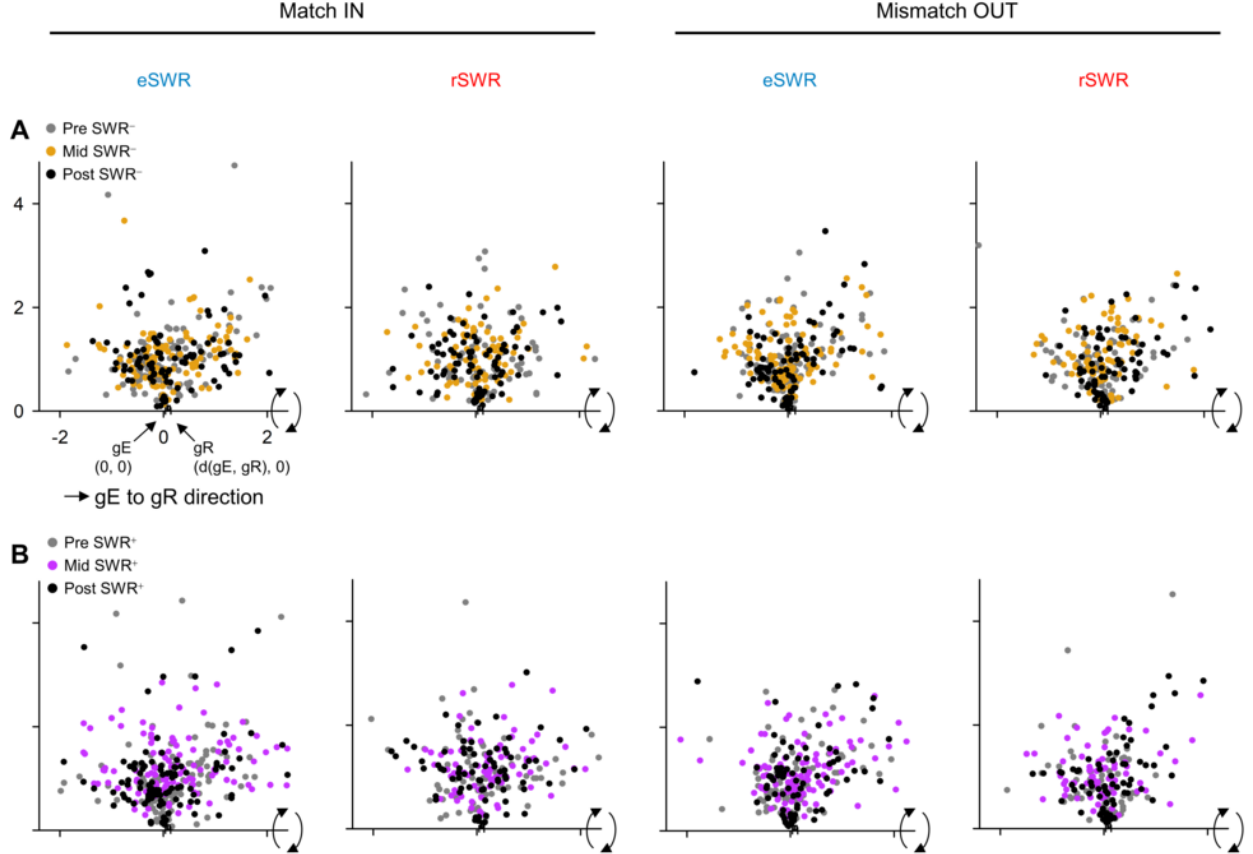 Match IN
Mismatch OUT
eSWR
rSWR
eSWR
rSWR
A
Pre SWR⁻
Mid SWR⁻
Post SWR⁻
4
2
0
-2
0
2
gE
(0, 0)
gR
(d(gE, gR), 0)
gE to gR direction
B
Pre SWR⁺
Mid SWR⁺
Post SWR⁺